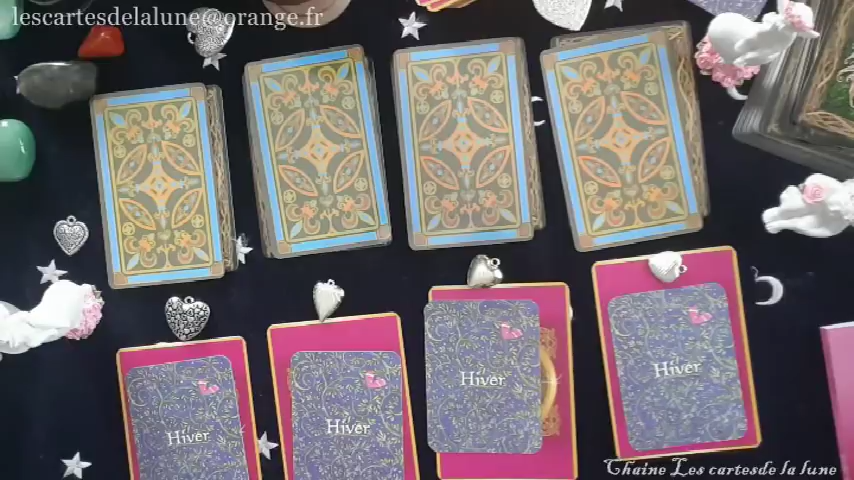 lescartesdelalune@orange.fr
Hiver
Hiver
Hiver
Hiver
Chaine Les cartesde la lune